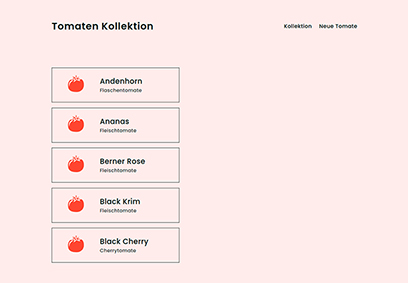 Tomaten Kollektion
Kollektion Neue Tomate
Andenhorn
Flaschentomate
Ananas
Fleischtomate
Berner Rose
Fleischtomate
Black Krim
Fleischtomate
Black Cherry
Cherrytomate